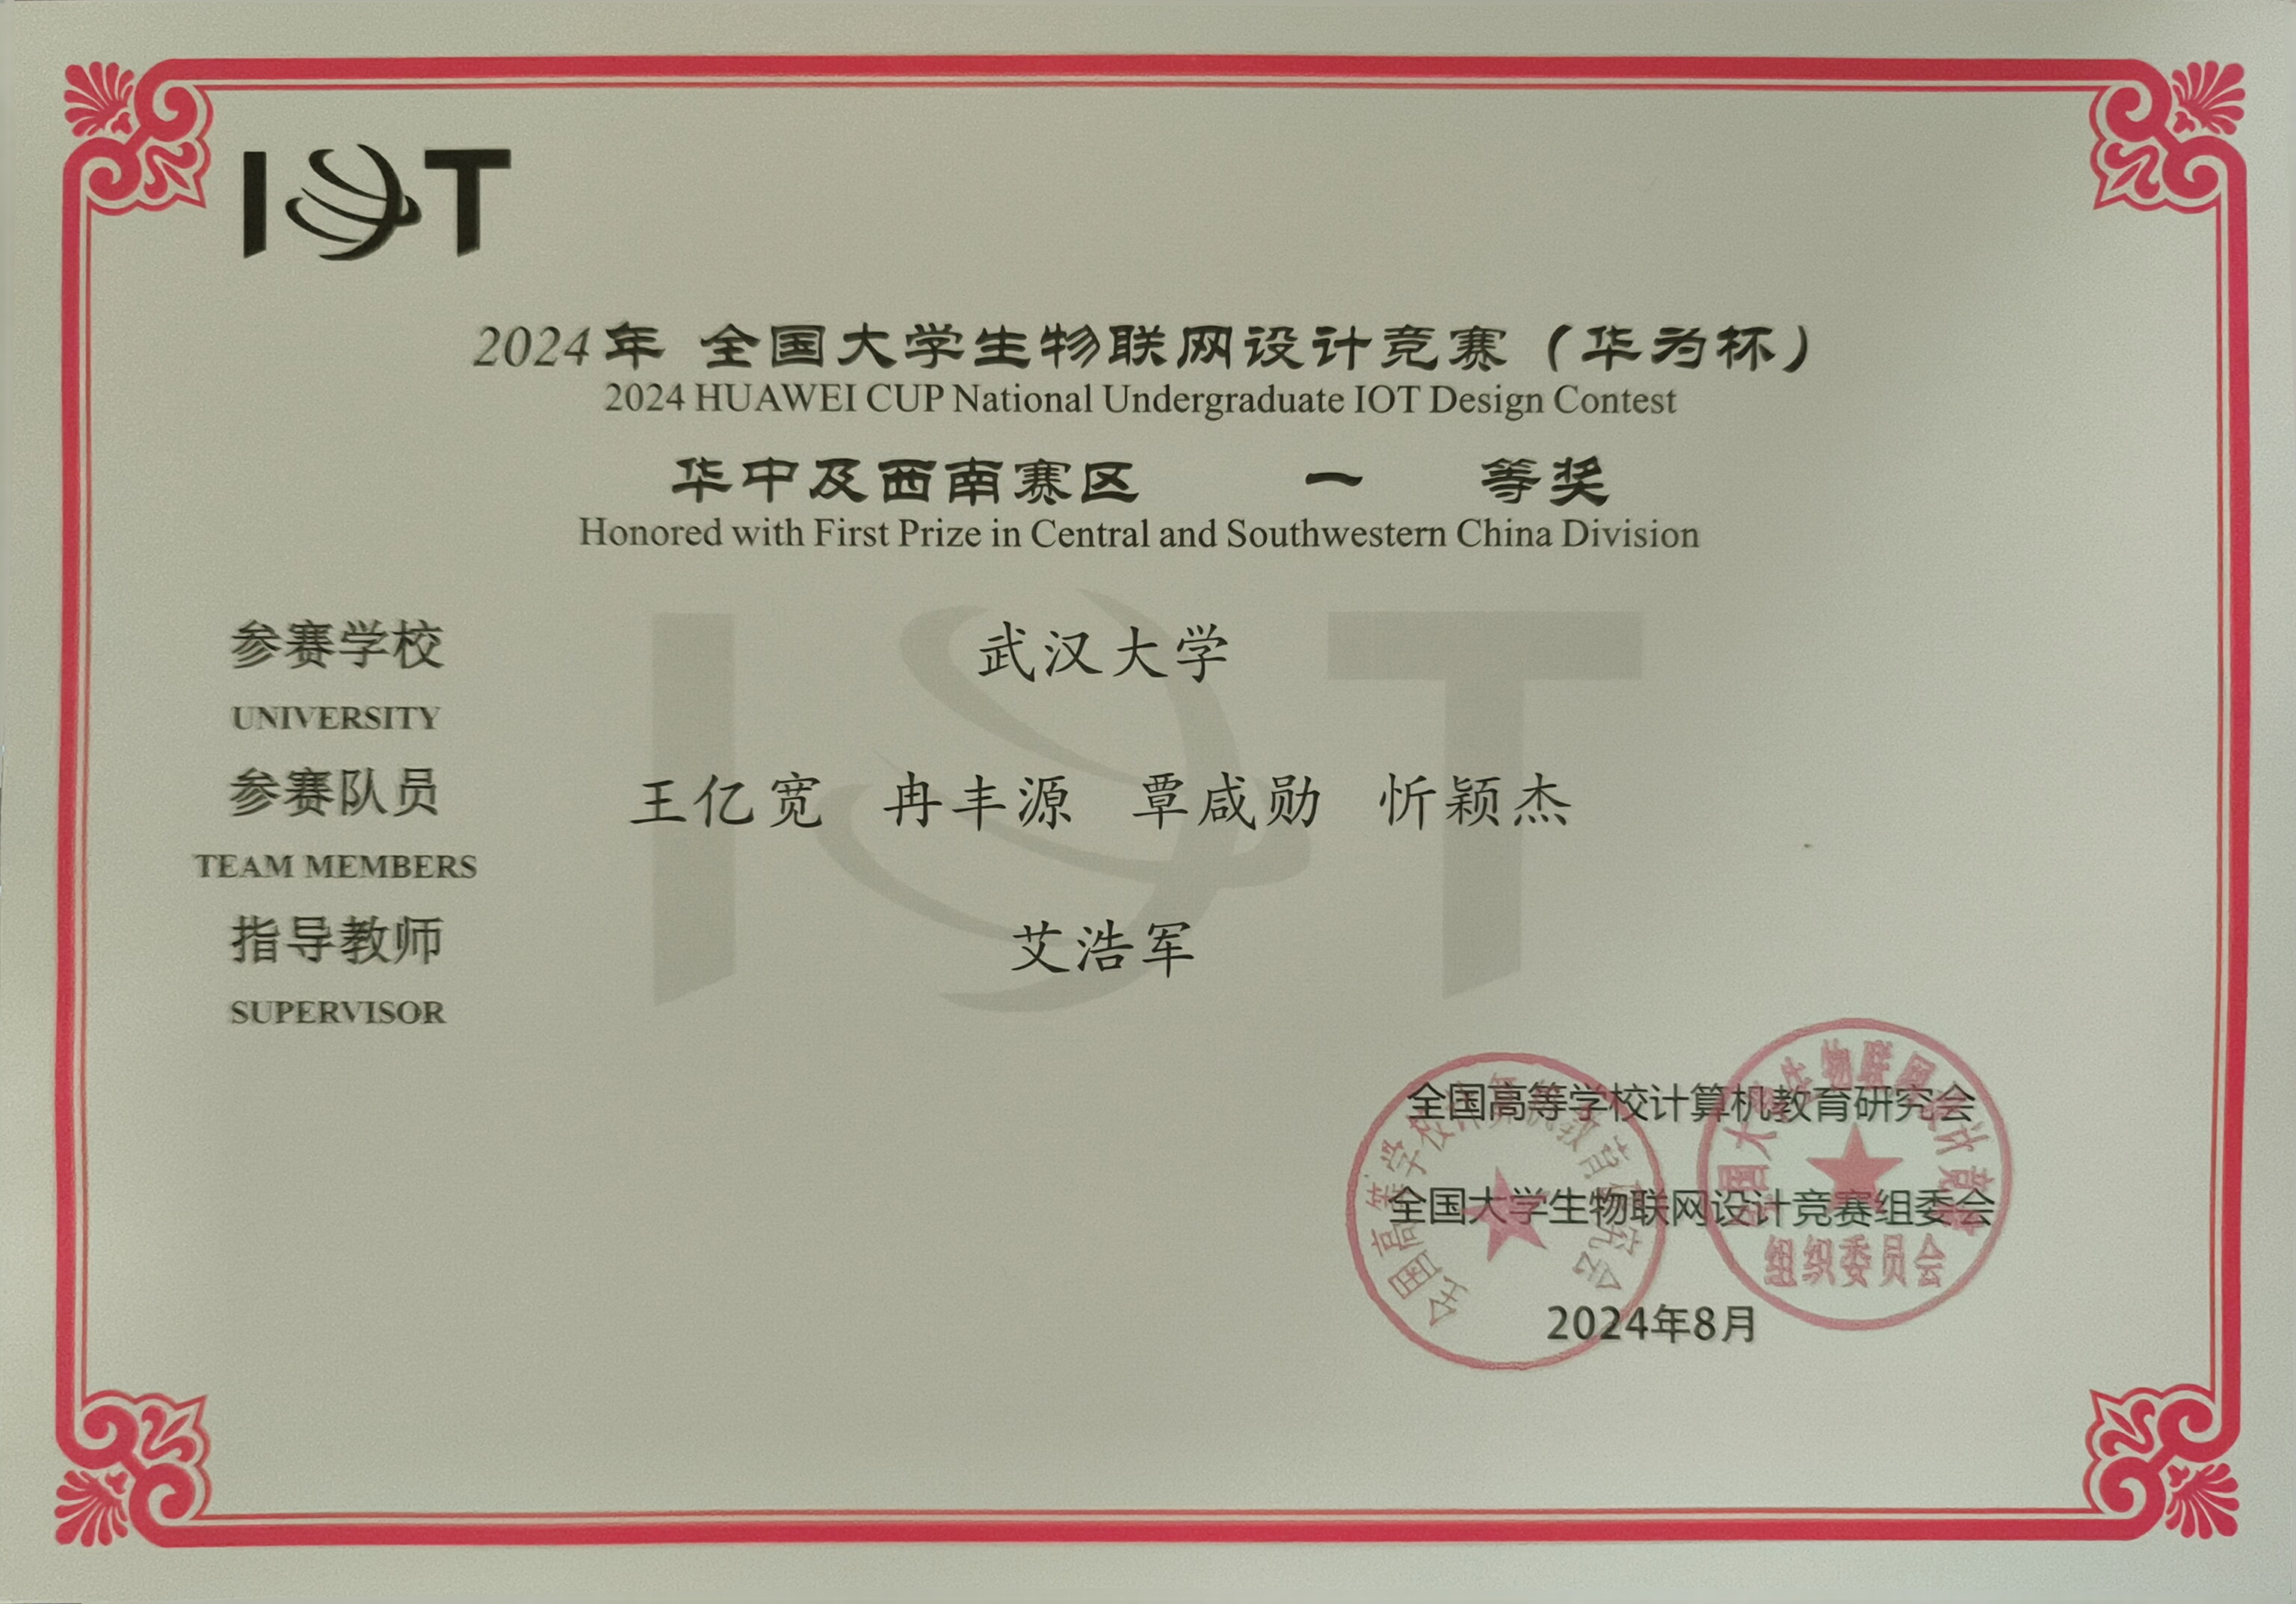 IOT
2024年 全国大学生物联网设计竞赛（华为杯）
2024 HUAWEI CUP National Undergraduate IOT Design Contest
华中及西南赛区 一 等奖
Honored with First Prize in Central and Southwestern China Division
参赛学校 武汉大学
UNIVERSITY
参赛队员 王亿宽 冉丰源 覃咸勋 忻颖杰
TEAM MEMBERS
指导教师 艾浩军
SUPERVISOR
全国高等学校计算机教育研究会
全国大学生物联网设计竞赛组委会
2024年8月
全国高等学校计算机教育研究会
全国大学生物联网设计竞赛
组织委员会
IOT